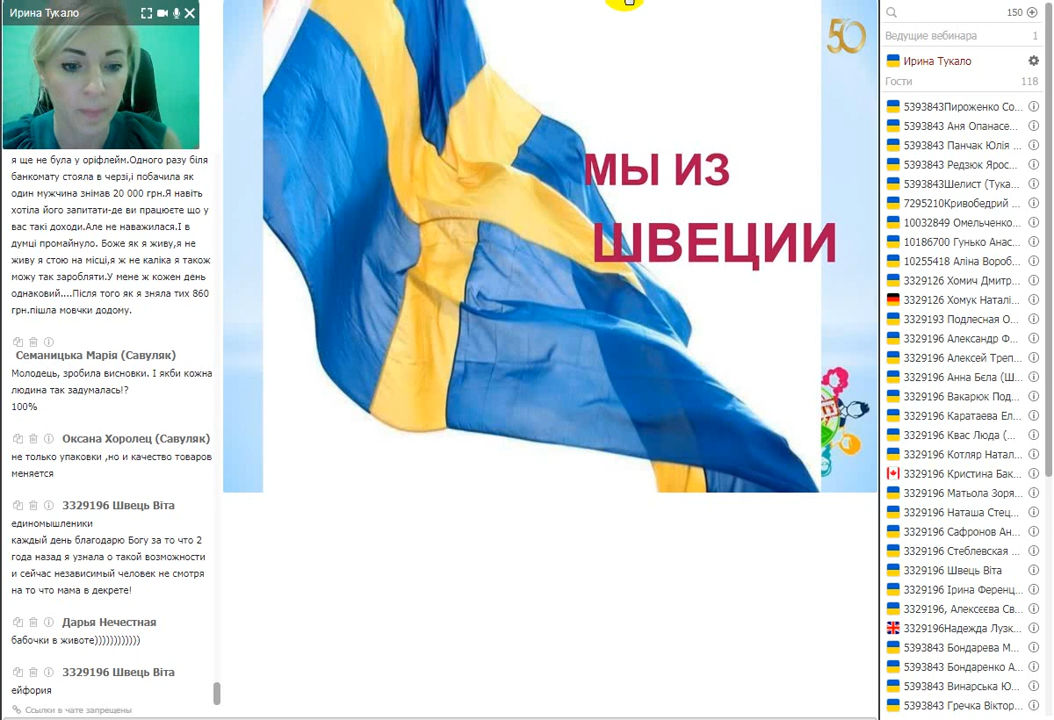 Ирина Тукало
я ще не була у оріфлейм.Одного разу біля
банкомату стояла в черзі,і побачила як
один мужчина знімав 20 000 грн.Я навіть
хотіла його запитати-де ви працюєте що у
вас такі доходи.Але не наважилася.І в
думці промайнуло. Боже як я живу,я не
живу я стою на місці,я ж не каліка я також
можу так заробляти.У мене ж кожен день
однаковий....Після того як я зняла тих 860
грн.пішла мовчки додому.
Семаницька Марія (Савуляк)
Молодець, зробила висновки. І якби кожна
людина так задумалась!?
100%
Оксана Хоролец (Савуляк)
не только упаковки ,но и качество товаров
меняется
3329196 Швець Віта
единомышленики
каждый день благодарю Богу за то что 2
года назад я узнала о такой возможности
и сейчас независимый человек не смотря
на то что мама в декрете!
Дарья Нечестная
бабочки в животе))))))))))))
3329196 Швець Віта
ейфория
Ссылки в чате запрещены
50
МЫ ИЗ
ШВЕЦИИ
150
Ведущие вебинара 1
Ирина Тукало
Гости 118
5393843Пироженко Со...
5393843 Аня Опанасе...
5393843 Панчак Юлія ...
5393843 Редзюк Ярос...
5393843Шелист (Тука...
7295210Кривобедрий ...
10032849 Омельченко...
10186700 Гунько Анас...
10255418 Аліна Вороб...
3329126 Хомич Дмитр...
3329126 Хомук Наталі...
3329193 Подлесная О...
3329196 Александр Ф...
3329196 Алексей Треп...
3329196 Анна Бєла (Ш...
3329196 Вакарюк Под...
3329196 Каратаева Ел...
3329196 Квас Люда (...
3329196 Котляр Натал...
3329196 Кристина Бак...
3329196 Матьола Зоря...
3329196 Наташа Стец...
3329196 Сафронов Ан...
3329196 Стеблевская ...
3329196 Швець Віта
3329196 Ірина Ференц...
3329196, Алексєєва Св...
3329196Надежда Лузк...
5393843 Бондарева М...
5393843 Бондаренко А...
5393843 Винарська Ю...
5393843 Гречка Віктор...